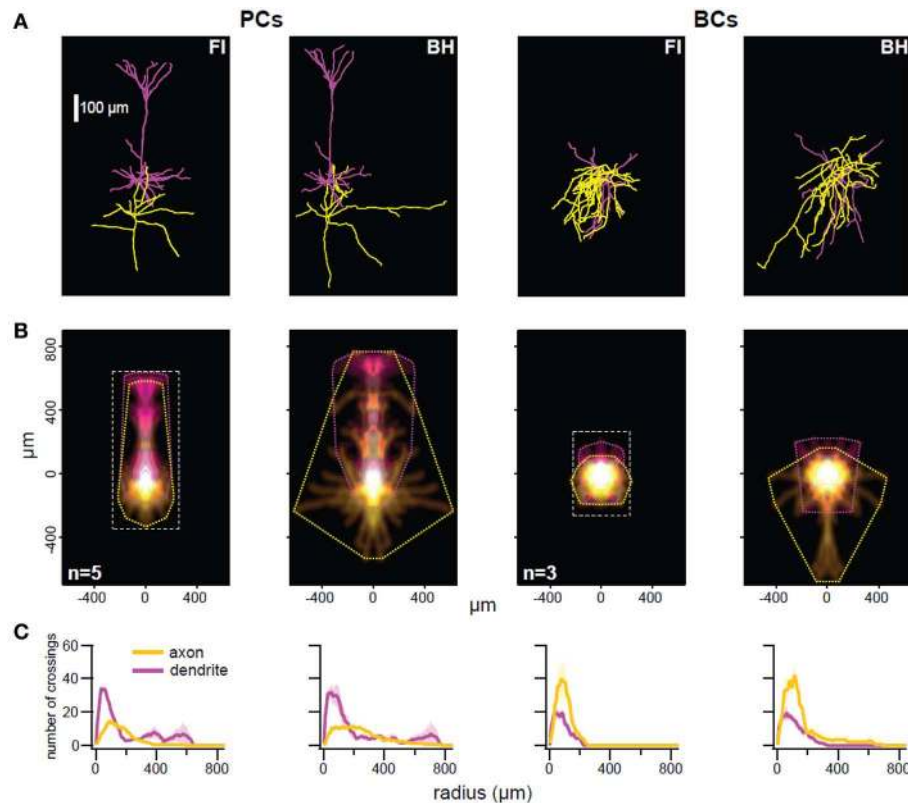 PCs BCs
A FI BH FI BH
100 µm
B
800
400
0
-400
µm
n=5 n=3
-400 0 400 -400 0 400 -400 0 400 -400 0 400
µm
C
60
40
20
0
number of crossings
axon
dendrite
0 400 800 0 400 800 0 400 800 0 400 800
radius (µm)